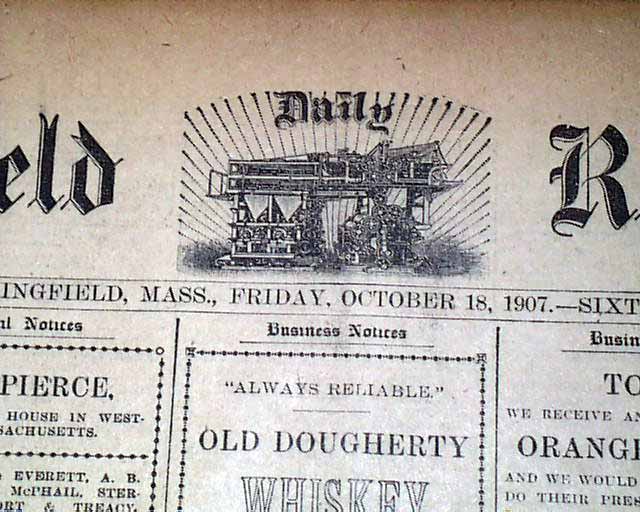 eld Daily R
INGFIELD, MASS., FRIDAY, OCTOBER 18, 1907.—SIXT
al Notices
PIERCE,
HOUSE IN WEST-
SACHUSETTS.
EVERETT, A. B.
McPHAIL, STER-
RT & TREACY,
Business Notices
"ALWAYS RELIABLE."
OLD DOUGHERTY
WHISKEY
Busin
TO
WE RECEIVE A
ORANGE
AND WE WOULD
DO THEIR PRES